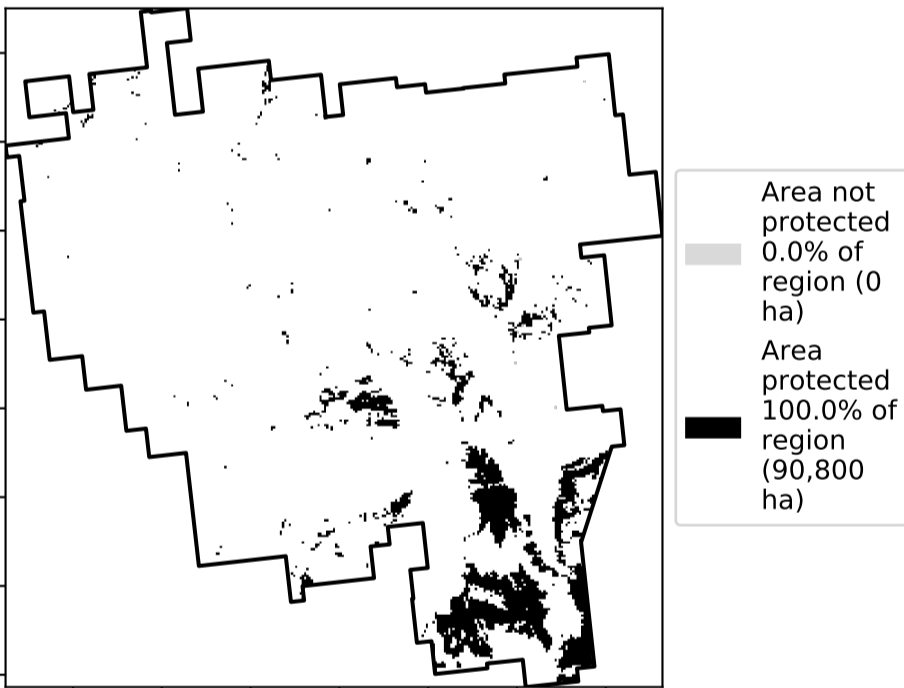 Area not
protected
0.0% of
region (0
ha)
Area
protected
100.0% of
region
(90,800
ha)